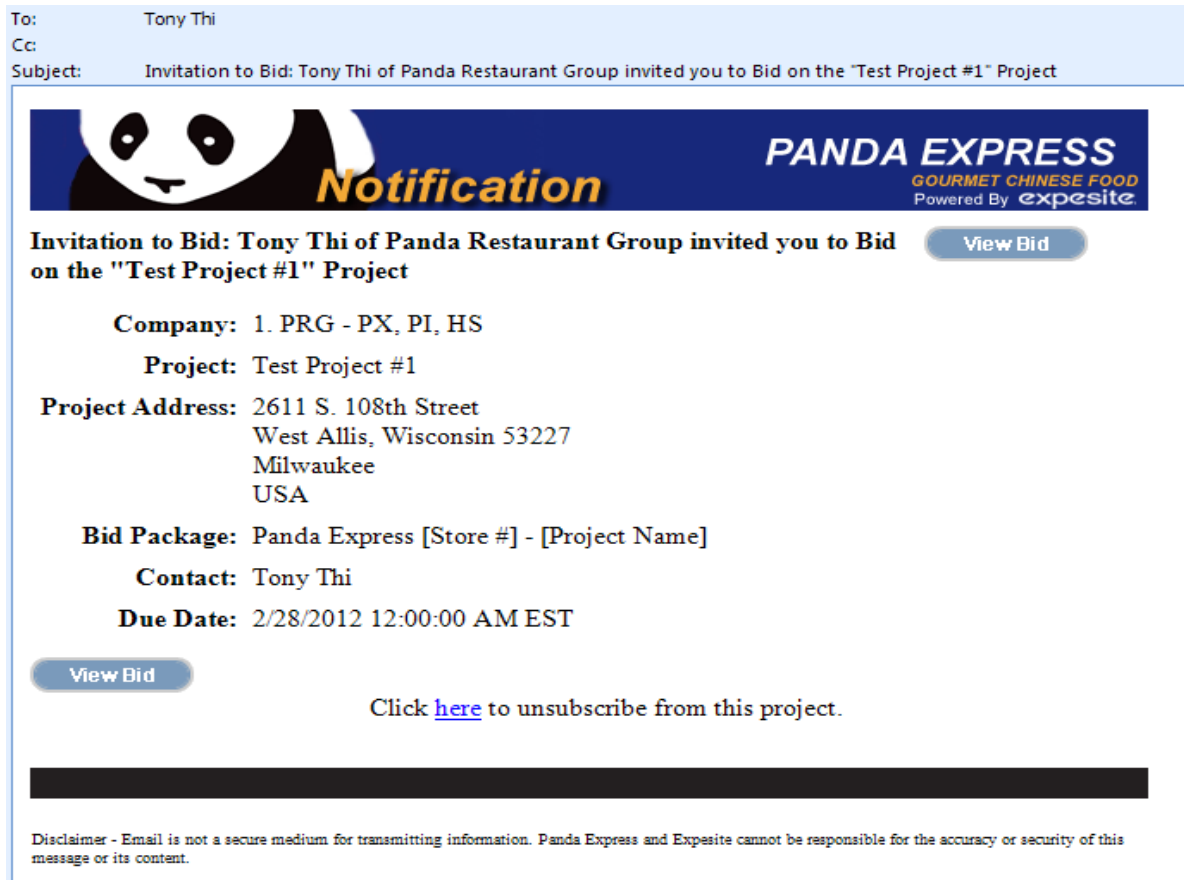 To: Tony Thi
Cc:
Subject: Invitation to Bid: Tony Thi of Panda Restaurant Group invited you to Bid on the "Test Project #1" Project
Notification
PANDA EXPRESS
GOURMET CHINESE FOOD
Powered By expesite.
Invitation to Bid: Tony Thi of Panda Restaurant Group invited you to Bid
on the "Test Project #1" Project
View Bid
Company: 1. PRG - PX, PI, HS
Project: Test Project #1
Project Address: 2611 S. 108th Street
West Allis, Wisconsin 53227
Milwaukee
USA
Bid Package: Panda Express [Store #] - [Project Name]
Contact: Tony Thi
Due Date: 2/28/2012 12:00:00 AM EST
View Bid
Click here to unsubscribe from this project.
Disclaimer - Email is not a secure medium for transmitting information. Panda Express and Expesite cannot be responsible for the accuracy or security of this
message or its content.